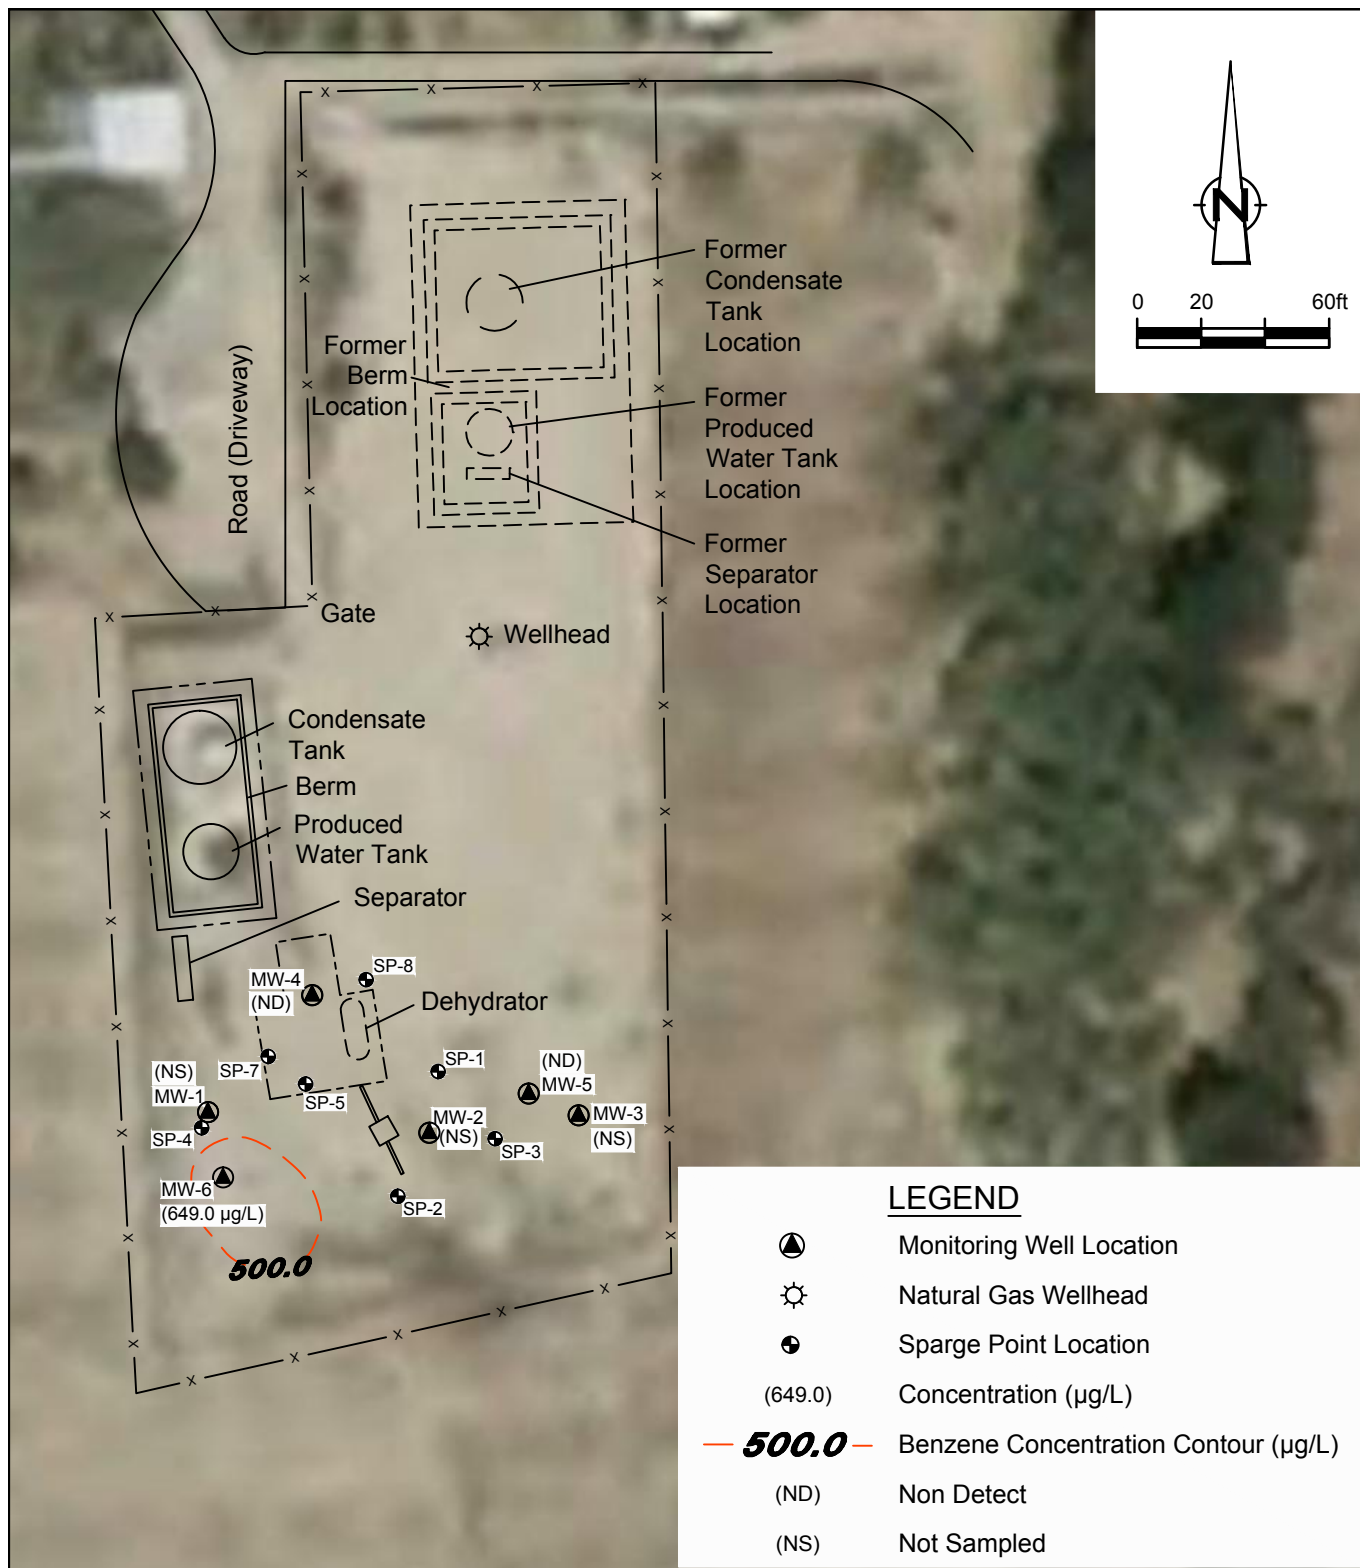 N
0 20 60ft
Former
Condensate
Tank
Location
Former
Berm
Location
Former
Produced
Water Tank
Location
Road (Driveway)
Former
Separator
Location
Gate
Wellhead
Condensate
Tank
Berm
Produced
Water Tank
Separator
SP-8
MW-4
(ND)
Dehydrator
SP-7
SP-1
(ND)
MW-5
(NS)
MW-1
SP-5
MW-2
(NS)
MW-3
(NS)
SP-4
SP-3
MW-6
(649.0 µg/L)
SP-2
500.0
LEGEND
Monitoring Well Location
Natural Gas Wellhead
Sparge Point Location
(649.0) Concentration (µg/L)
500.0 Benzene Concentration Contour (µg/L)
(ND) Non Detect
(NS) Not Sampled